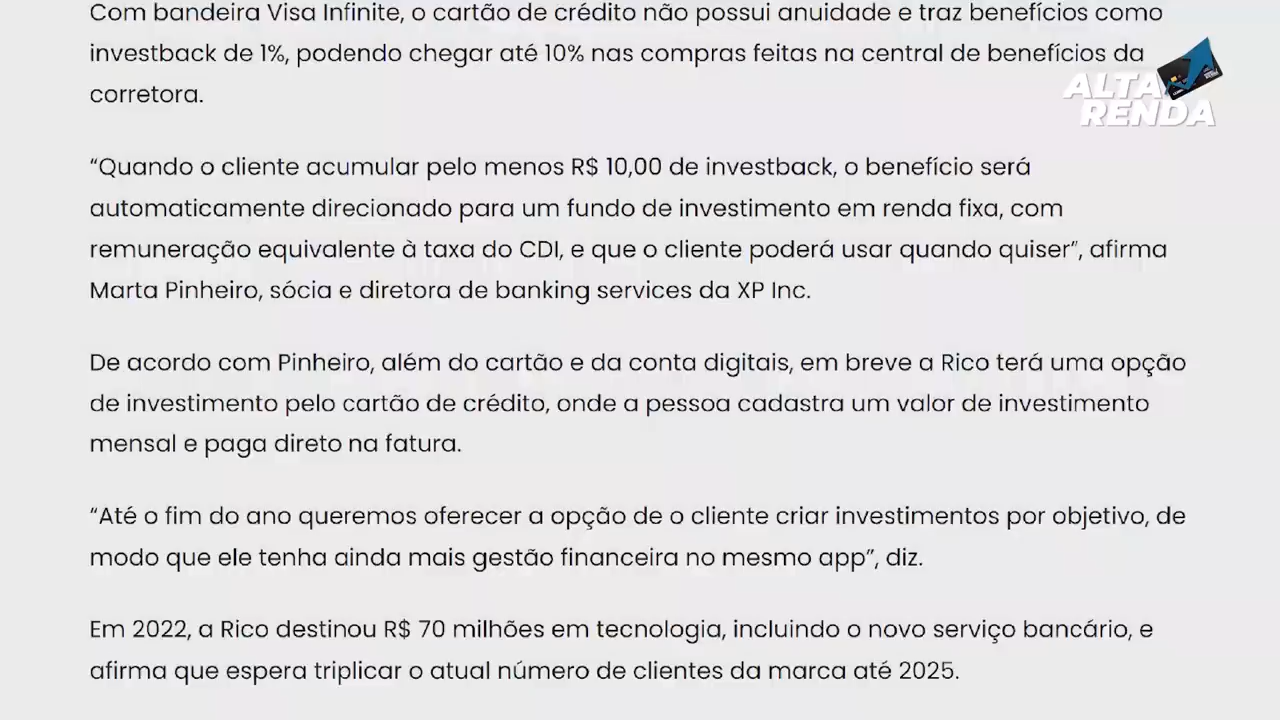 Com bandeira Visa Infinite, o cartão de crédito não possui anuidade e traz benefícios como
investback de 1%, podendo chegar até 10% nas compras feitas na central de benefícios da
corretora.
ALTA
RENDA
“Quando o cliente acumular pelo menos R$ 10,00 de investback, o benefício será
automaticamente direcionado para um fundo de investimento em renda fixa, com
remuneração equivalente à taxa do CDI, e que o cliente poderá usar quando quiser”, afirma
Marta Pinheiro, sócia e diretora de banking services da XP Inc.
De acordo com Pinheiro, além do cartão e da conta digitais, em breve a Rico terá uma opção
de investimento pelo cartão de crédito, onde a pessoa cadastra um valor de investimento
mensal e paga direto na fatura.
“Até o fim do ano queremos oferecer a opção de o cliente criar investimentos por objetivo, de
modo que ele tenha ainda mais gestão financeira no mesmo app”, diz.
Em 2022, a Rico destinou R$ 70 milhões em tecnologia, incluindo o novo serviço bancário, e
afirma que espera triplicar o atual número de clientes da marca até 2025.